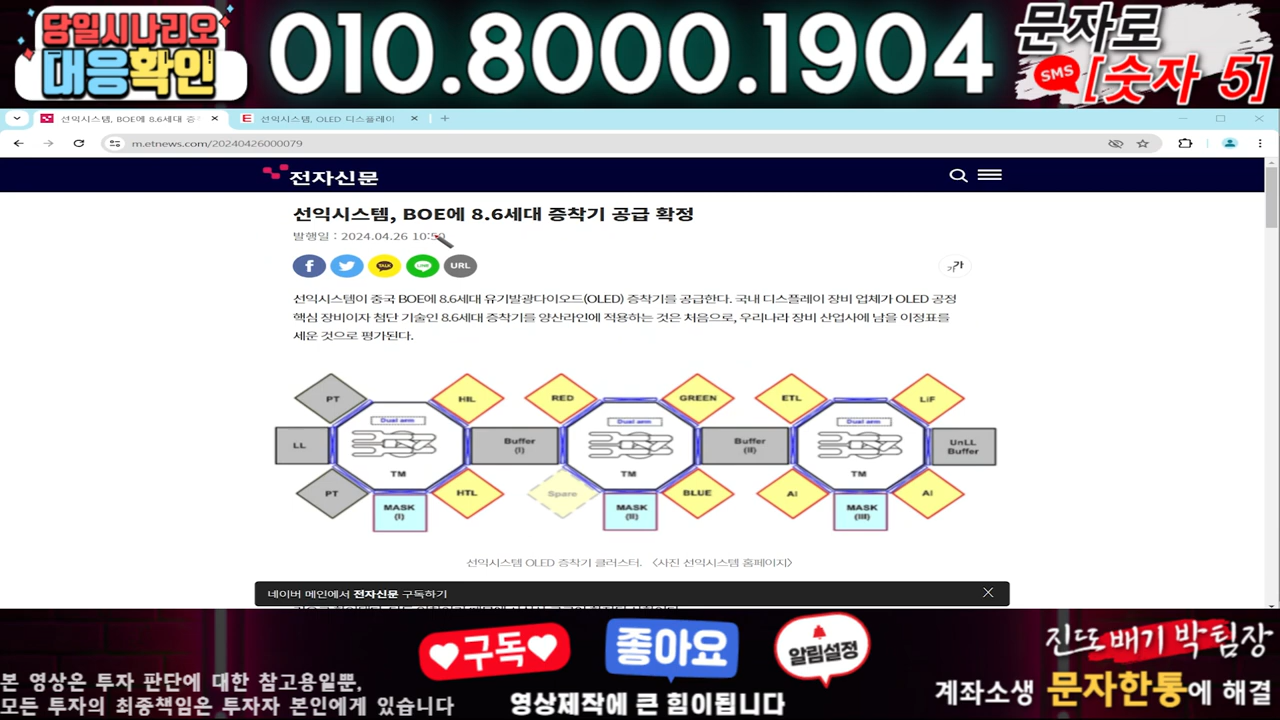 당일시나리오
대응확인
010.8000.1904
문자로
SMS
[숫자 5]
선익시스템, BOE에 8.6세대 증
선익시스템, OLED 디스플레이
m.etnews.com/20240426000079
전자신문
선익시스템, BOE에 8.6세대 증착기 공급 확정
발행일 : 2024.04.26 10:50
TALK
LINE
URL
가 가
선익시스템이 중국 BOE에 8.6세대 유기발광다이오드(OLED) 증착기를 공급한다. 국내 디스플레이 장비 업체가 OLED 공정
핵심 장비이자 첨단 기술인 8.6세대 증착기를 양산라인에 적용하는 것은 처음으로, 우리나라 장비 산업사에 남을 이정표를
세운 것으로 평가된다.
PT
HIL
RED
GREEN
ETL
LiF
Dual arm
Dual arm
Dual arm
LL
Buffer
(I)
Buffer
(II)
UnLL
Buffer
TM
TM
TM
PT
HTL
Spare
BLUE
Al
Al
MASK
(I)
MASK
(II)
MASK
(III)
선익시스템 OLED 증착기 클러스터. 〈사진 선익시스템 홈페이지〉
네이버 메인에서 전자신문 구독하기
구독
좋아요
알림설정
진또배기 박팀장
본 영상은 투자 판단에 대한 참고용일뿐,
모든 투자의 최종책임은 투자자 본인에게 있습니다
영상제작에 큰 힘이됩니다
계좌소생 문자한통에 해결